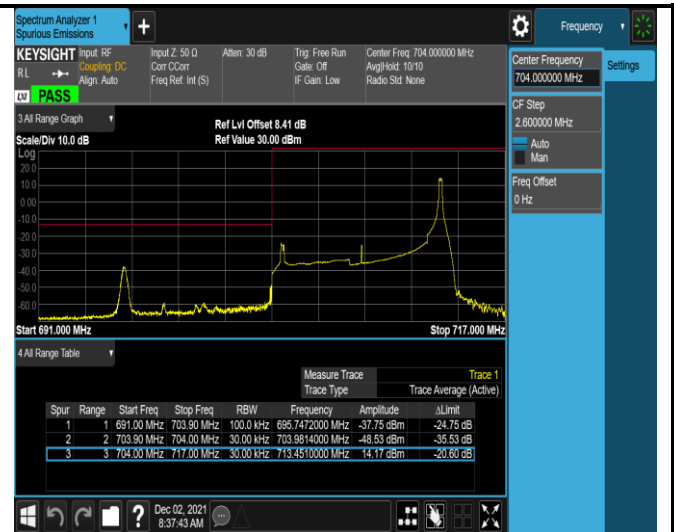 Spectrum Analyzer 1
Spurious Emissions
+
Frequency
KEYSIGHT
RL
LXI PASS
Input: RF
Coupling: DC
Align: Auto
Input Z: 50 Ω
Corr CCorr
Freq Ref: Int (S)
Atten: 30 dB
Trig: Free Run
Gate: Off
IF Gain: Low
Center Freq: 704.000000 MHz
Avg|Hold: 10/10
Radio Std: None
Center Frequency
704.000000 MHz
Settings
CF Step
2.600000 MHz
Auto
Man
Freq Offset
0 Hz
3 All Range Graph
Scale/Div 10.0 dB
Ref Lvl Offset 8.41 dB
Ref Value 30.00 dBm
Log
20.0
10.0
0.00
-10.0
-20.0
-30.0
-40.0
-50.0
-60.0
Start 691.000 MHz
Stop 717.000 MHz
4 All Range Table
Measure Trace Trace 1
Trace Type Trace Average (Active)
Spur Range Start Freq Stop Freq RBW Frequency Amplitude ΔLimit
1 1 691.00 MHz 703.90 MHz 100.0 kHz 695.7472000 MHz -37.75 dBm -24.75 dB
2 2 703.90 MHz 704.00 MHz 30.00 kHz 703.9814000 MHz -48.53 dBm -35.53 dB
3 3 704.00 MHz 717.00 MHz 30.00 kHz 713.4510000 MHz 14.17 dBm -20.60 dB
?
Dec 02, 2021
8:37:43 AM